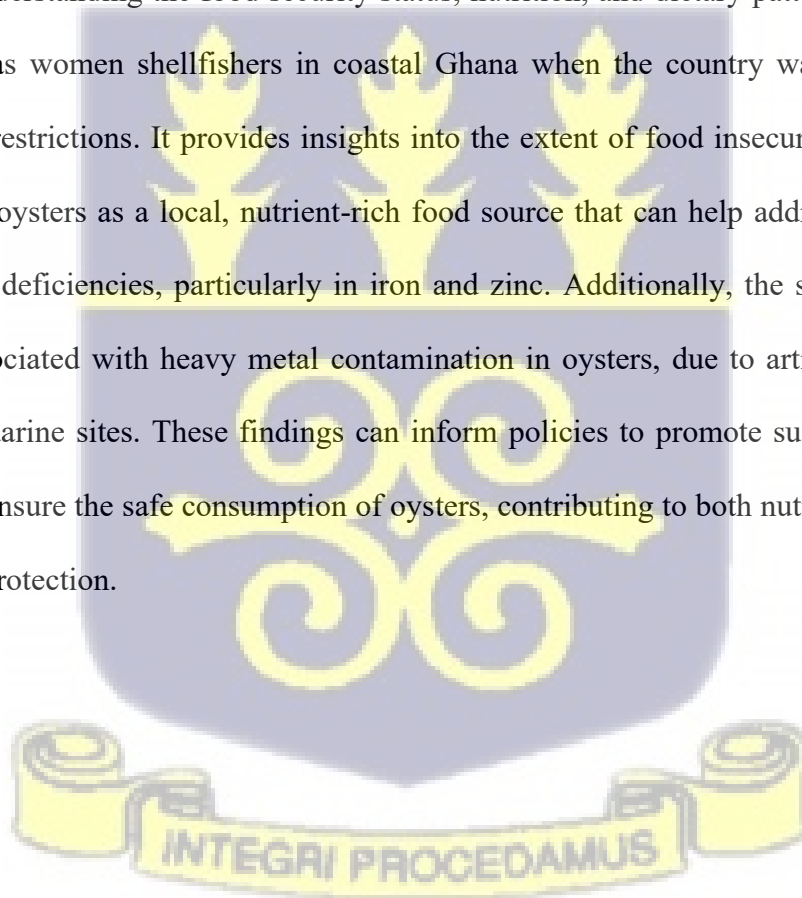 the food security status, nutrition, and dietary
as women shellfishers in coastal Ghana when the country wa
restrictions. It provides insights into the extent of food insecur
oysters as a local, nutrient-rich food source that can help add
deficiencies, particularly in iron and zinc. Additionally, the s
ociated with heavy metal contamination in oysters, due to arti
arine sites. These findings can inform policies to promote su
nsure the safe consumption of oysters, contributing to both nut
rotection.
INTEGRI PROCEDAMUS